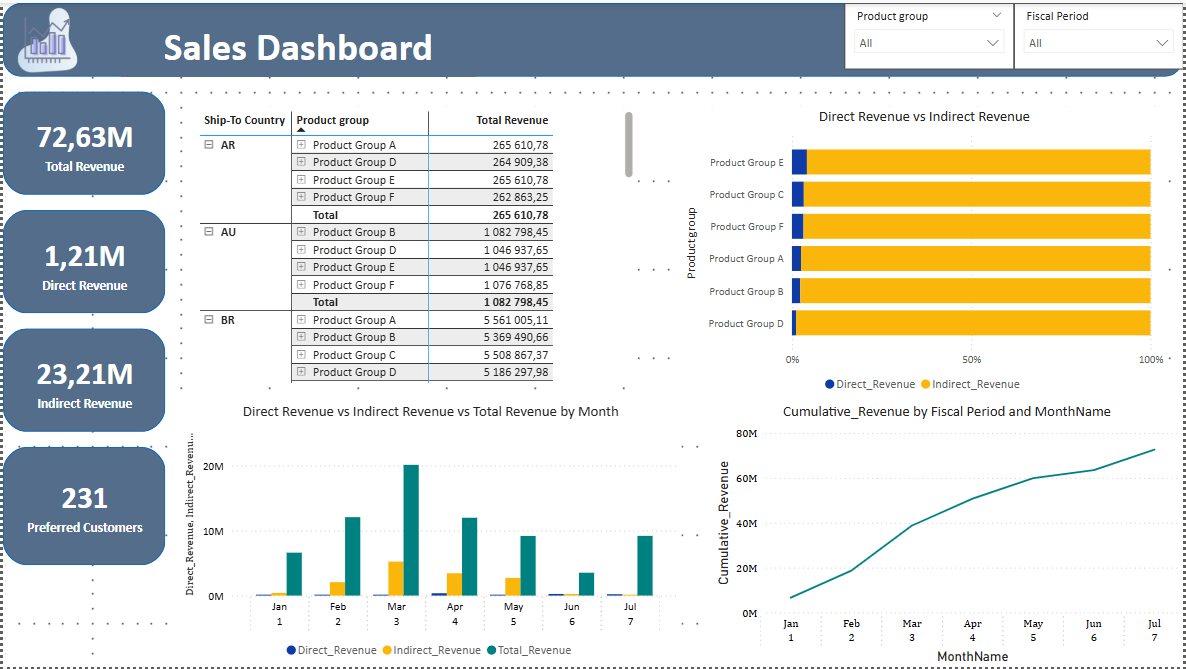 Sales Dashboard
Product group
All
Fiscal Period
All
72,63M
Total Revenue
1,21M
Direct Revenue
23,21M
Indirect Revenue
231
Preferred Customers
Ship-To Country Product group Total Revenue
AR Product Group A 265 610,78
Product Group D 264 909,38
Product Group E 265 610,78
Product Group F 262 863,25
Total 265 610,78
AU Product Group B 1 082 798,45
Product Group D 1 046 937,65
Product Group E 1 046 937,65
Product Group F 1 076 768,85
Total 1 082 798,45
BR Product Group A 5 561 005,11
Product Group B 5 369 490,66
Product Group C 5 508 867,37
Product Group D 5 186 297,98
Direct Revenue vs Indirect Revenue
Productgroup
Product Group E
Product Group C
Product Group F
Product Group A
Product Group B
Product Group D
0% 50% 100%
Direct_Revenue Indirect_Revenue
Direct Revenue vs Indirect Revenue vs Total Revenue by Month
Direct_Revenue, Indirect_Revenu...
20M
10M
0M
Jan Feb Mar Apr May Jun Jul
1 2 3 4 5 6 7
Direct_Revenue Indirect_Revenue Total_Revenue
Cumulative_Revenue by Fiscal Period and MonthName
Cumulative_Revenue
80M
60M
40M
20M
0M
Jan Feb Mar Apr May Jun Jul
1 2 3 4 5 6 7
MonthName